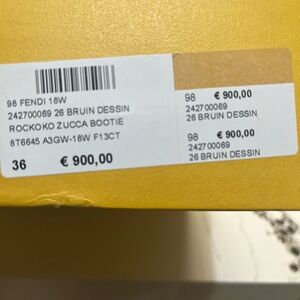 98 FENDI 18W
242700069 26 BRUIN DESSIN
ROCKOKO ZUCCA BOOTIE
8T6645 A3GW-18W F13CT
36 € 900,00
98 € 900,00
242700069
26 BRUIN DESSIN
98 € 900,00
242700069
26 BRUIN DESSIN